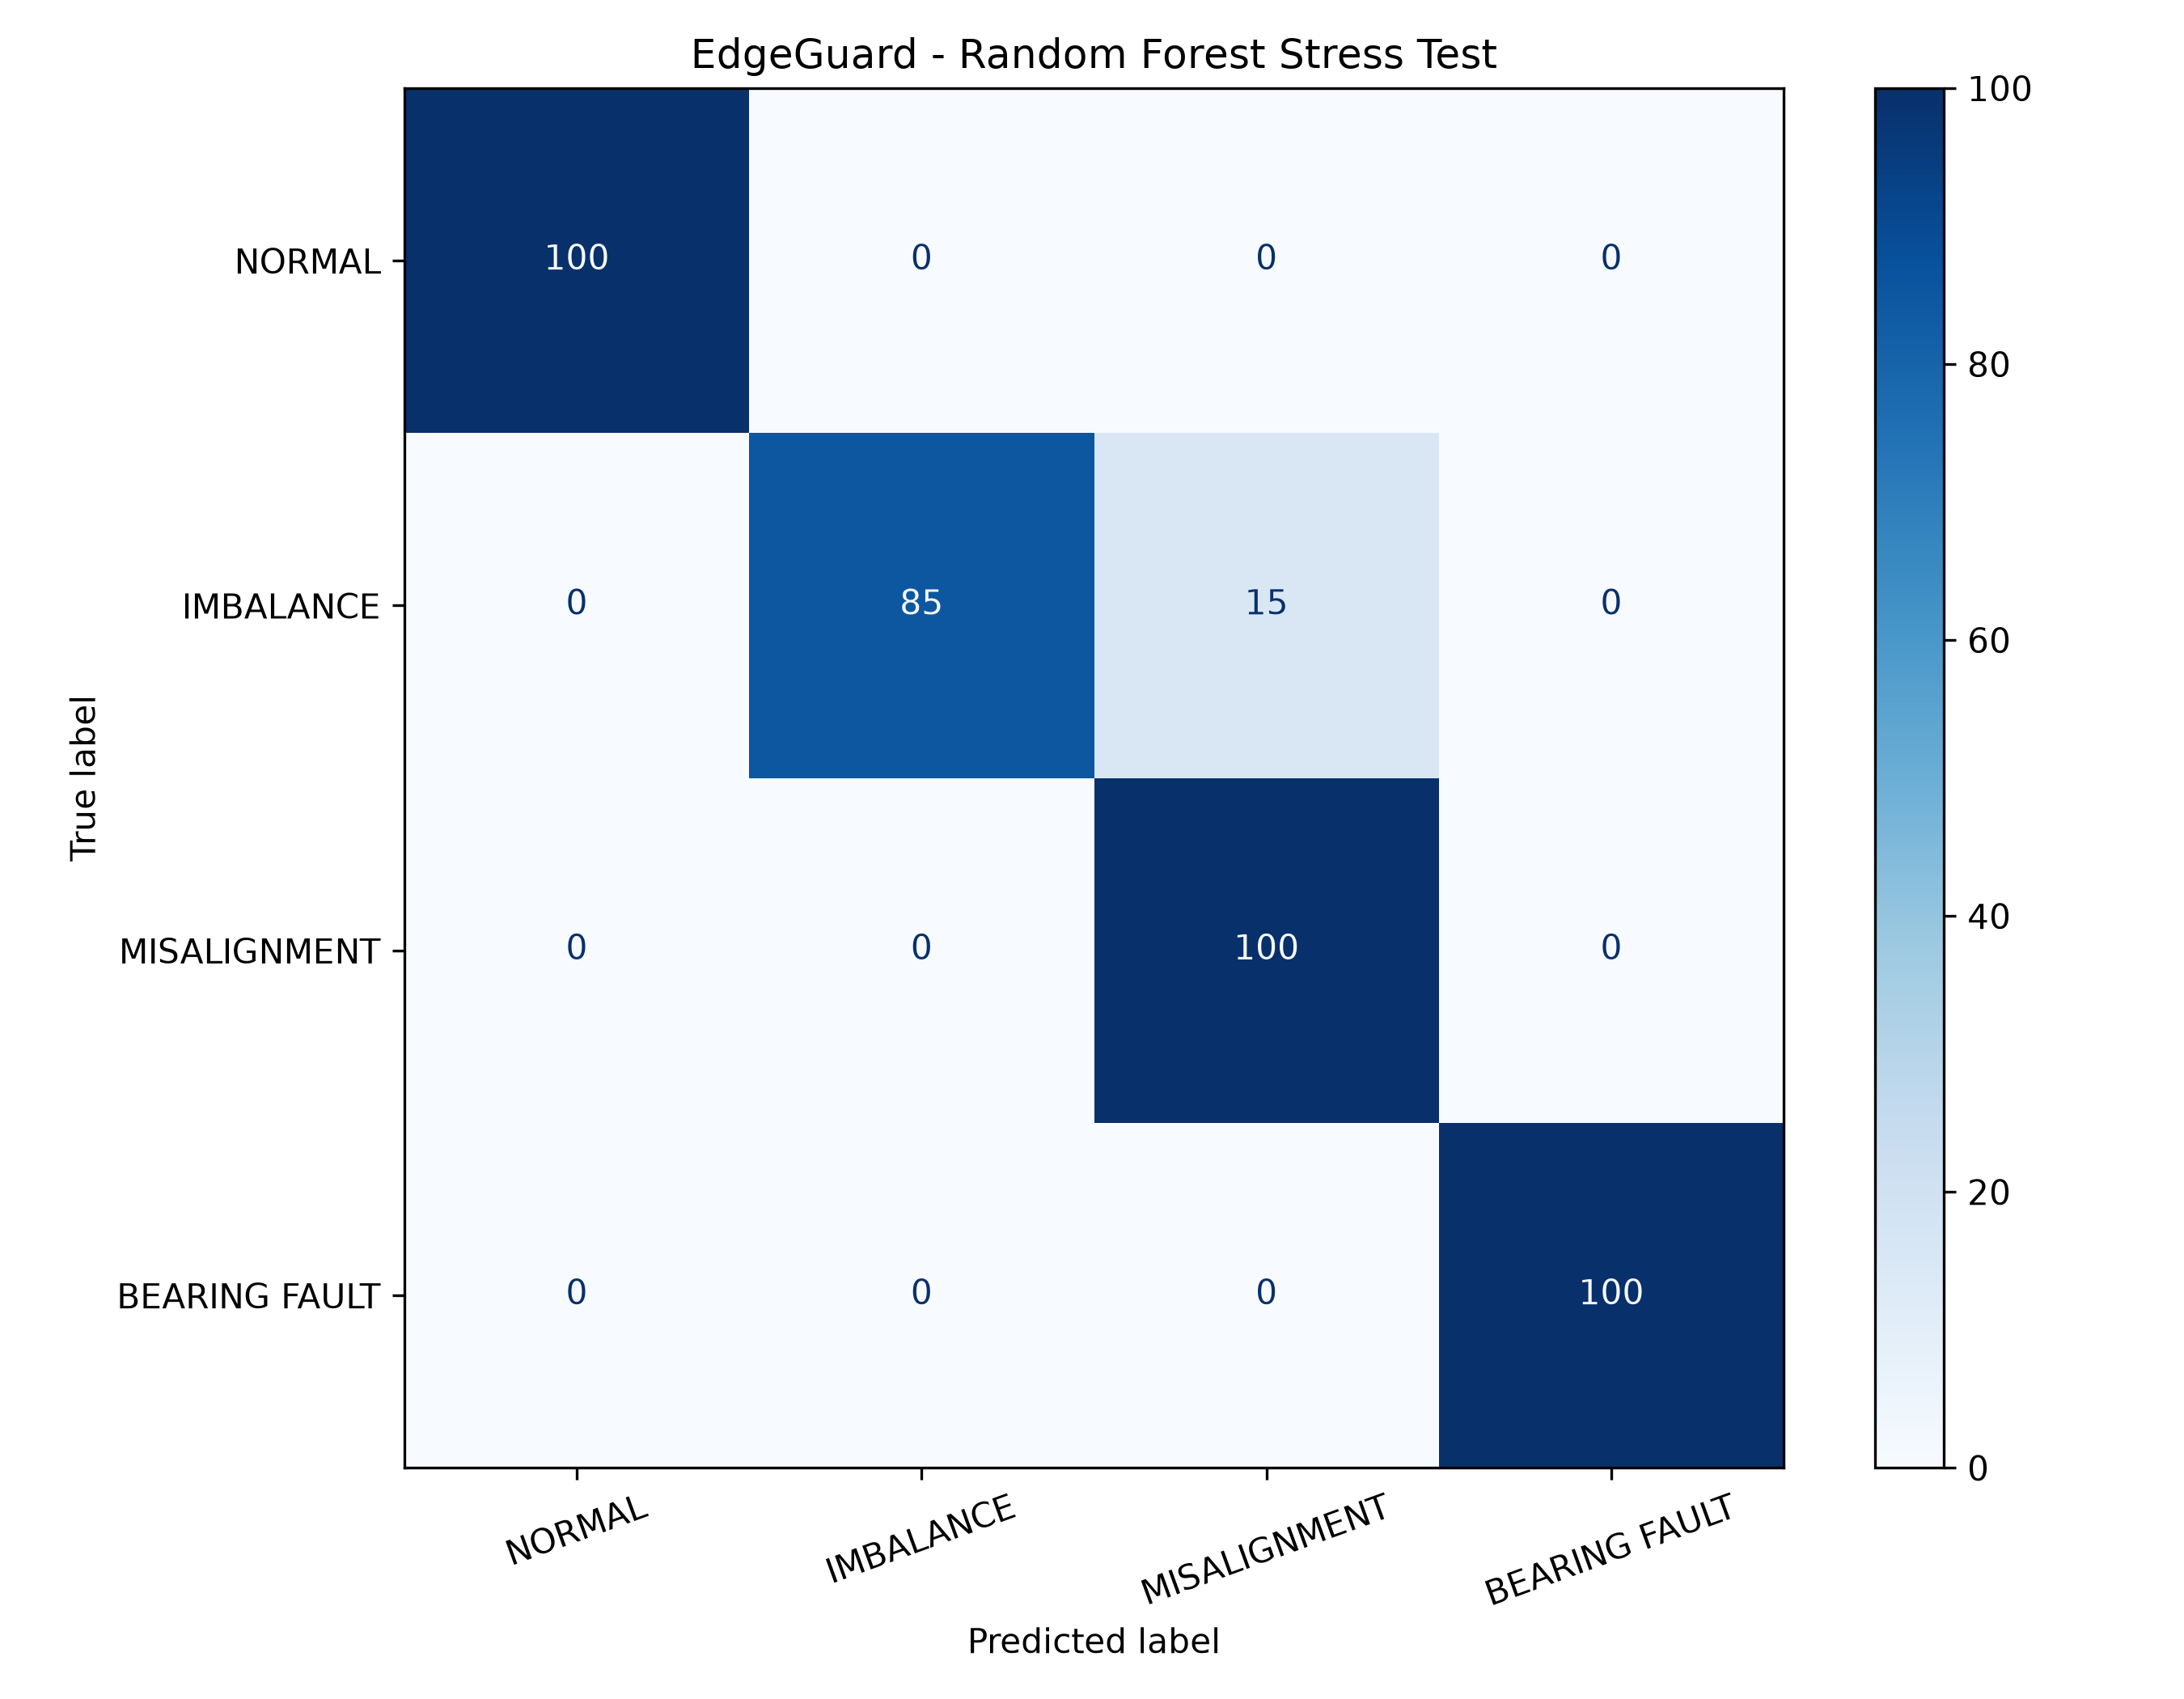 EdgeGuard - Random Forest Stress Test
100
NORMAL 100 0 0 0
80
IMBALANCE 0 85 15 0
60
True label
40
MISALIGNMENT 0 0 100 0
20
BEARING FAULT 0 0 0 100
0
NORMAL IMBALANCE MISALIGNMENT BEARING FAULT
Predicted label